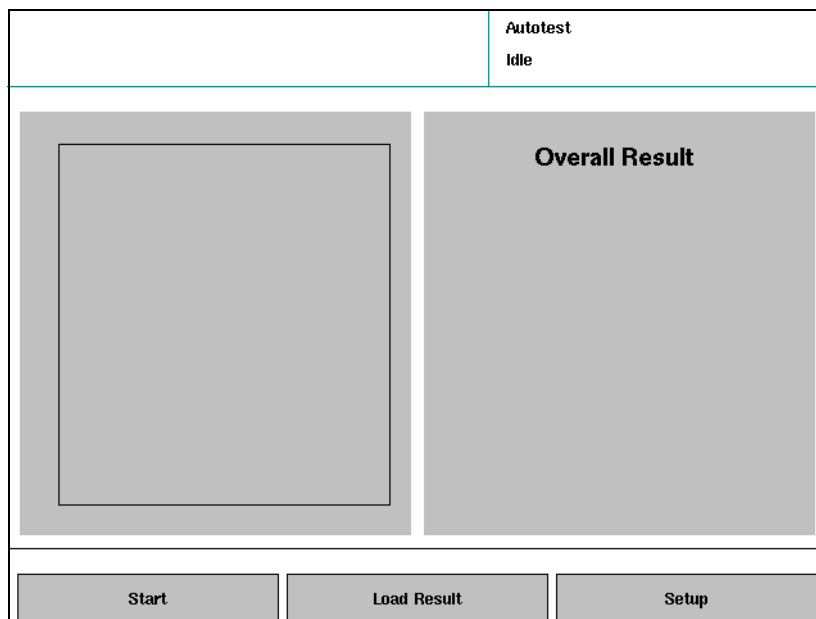 Autotest
Idle
Overall Result
Start
Load Result
Setup